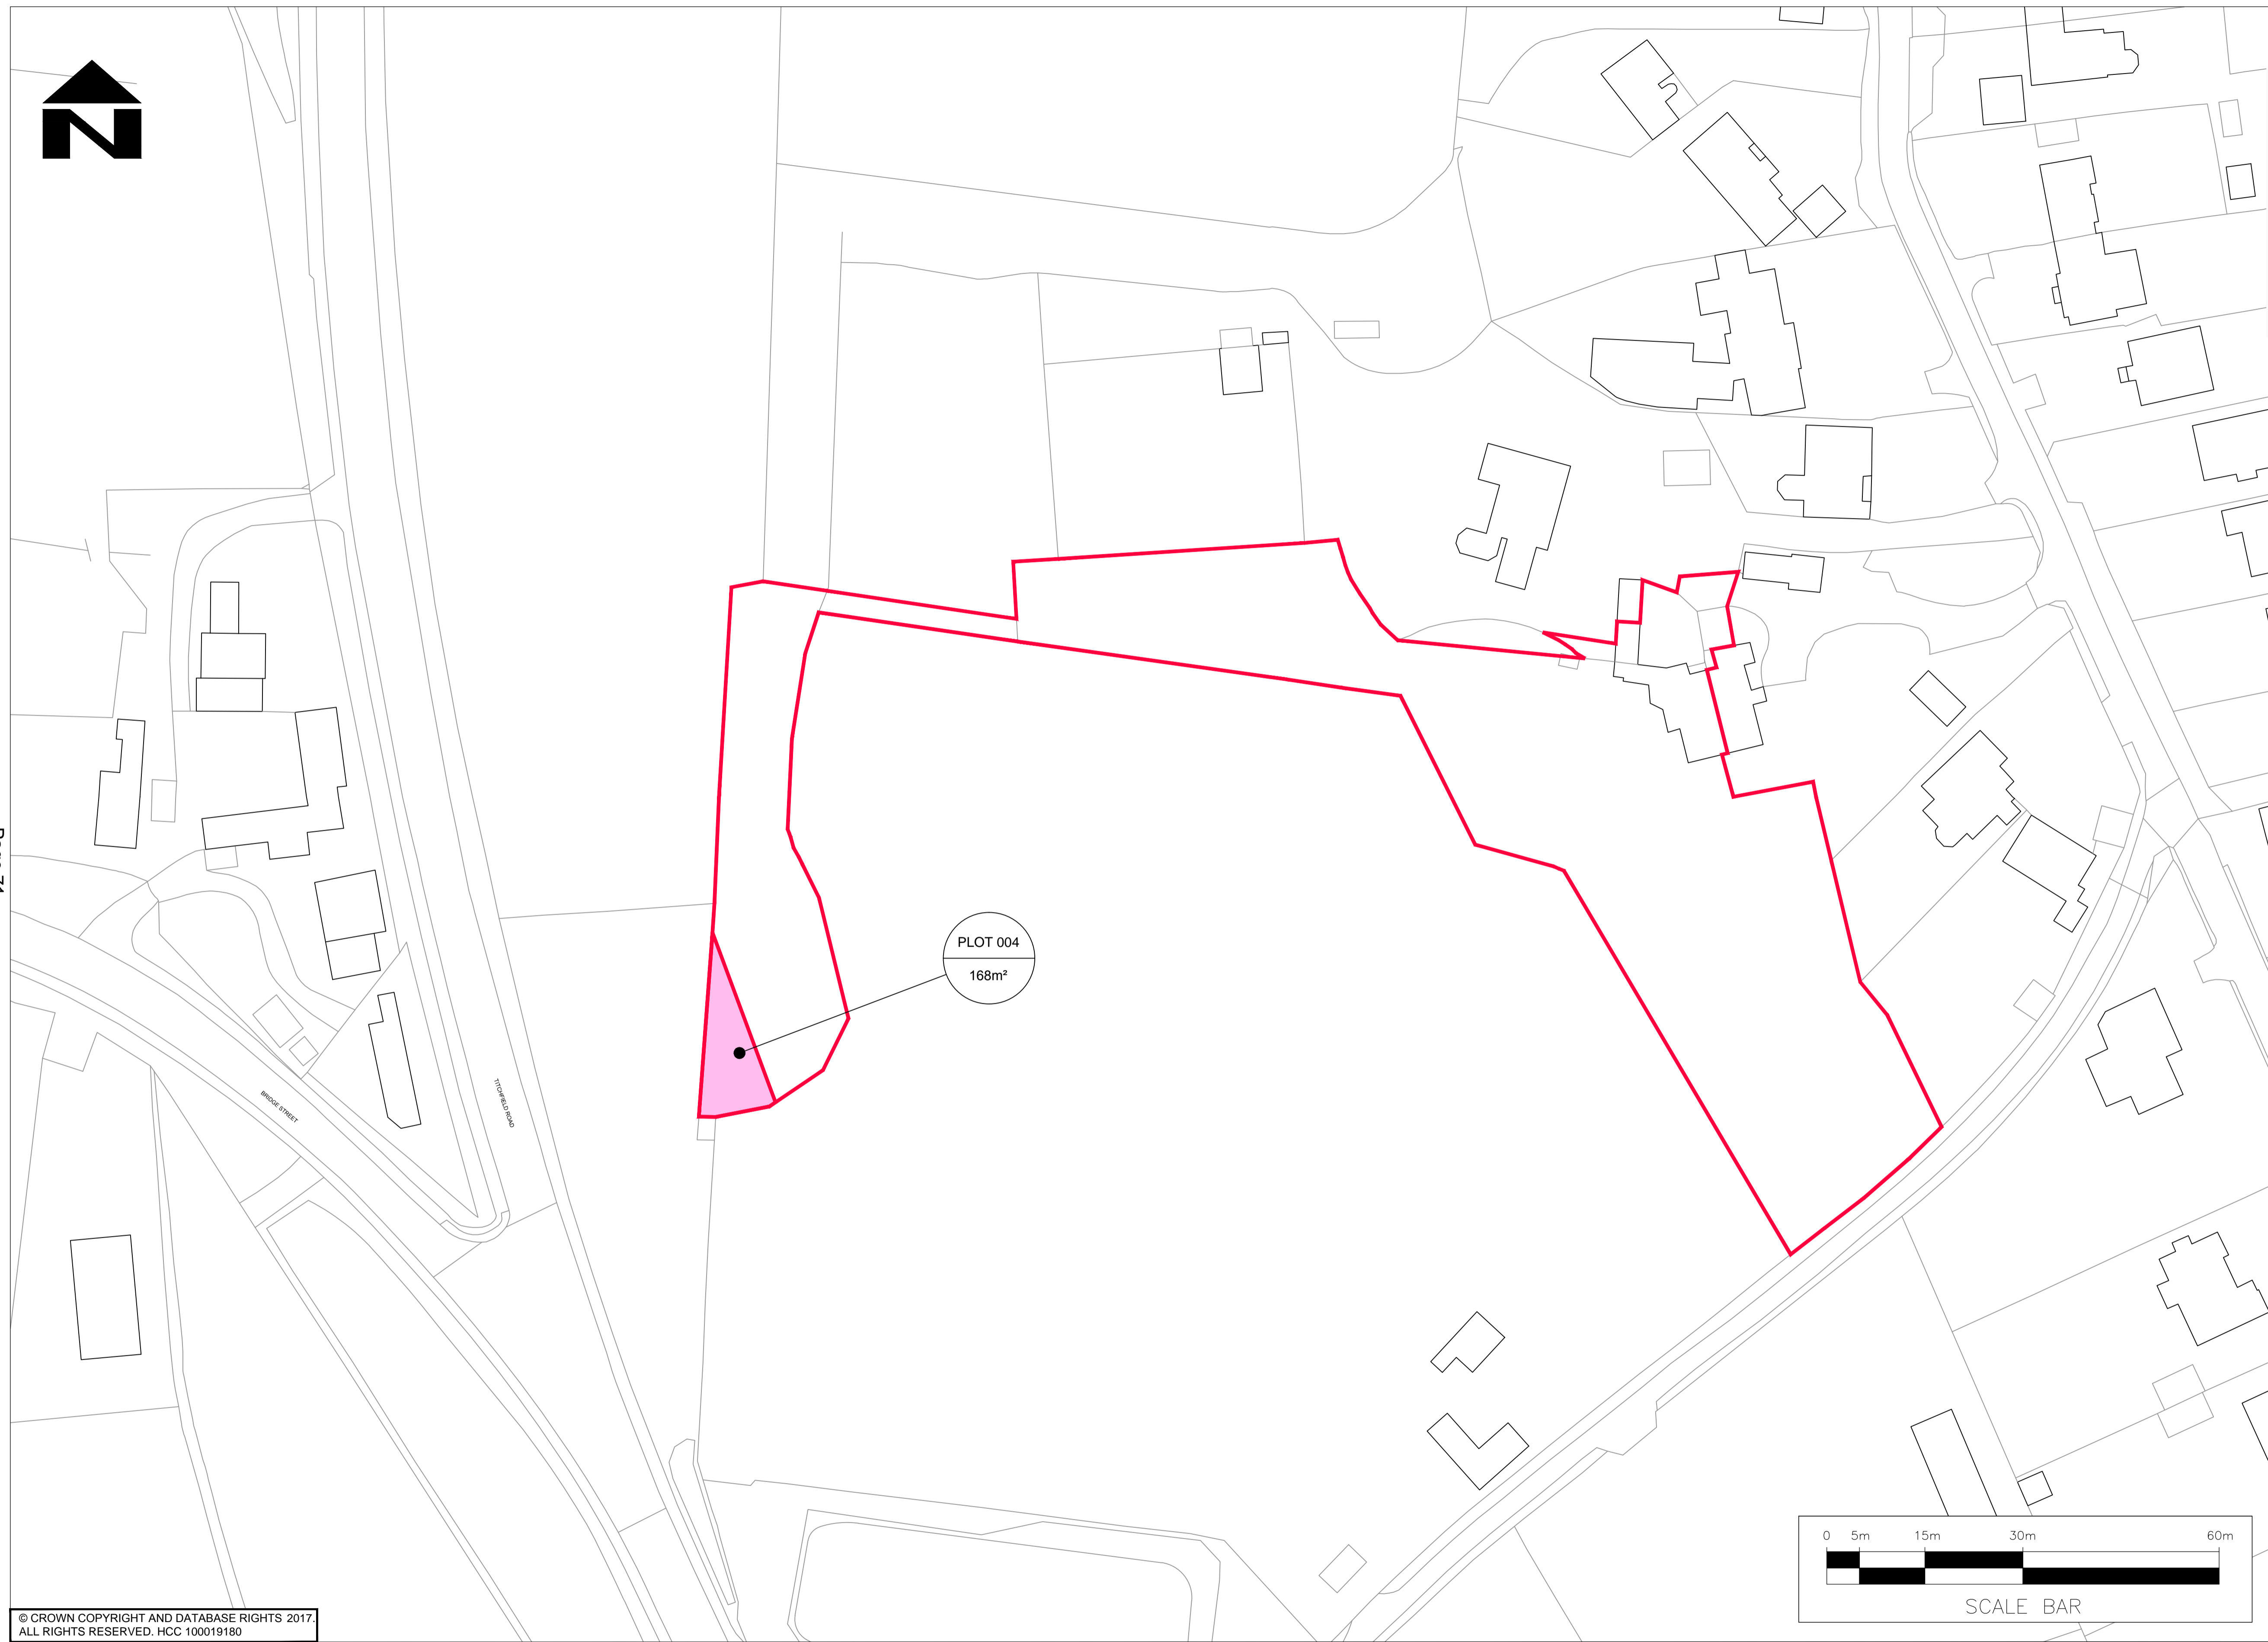 N
PLOT 004
168m²
BRIDGE STREET
TITCHFIELD ROAD
0 5m 15m 30m 60m
SCALE BAR
© CROWN COPYRIGHT AND DATABASE RIGHTS 2017.
ALL RIGHTS RESERVED. HCC 100019180